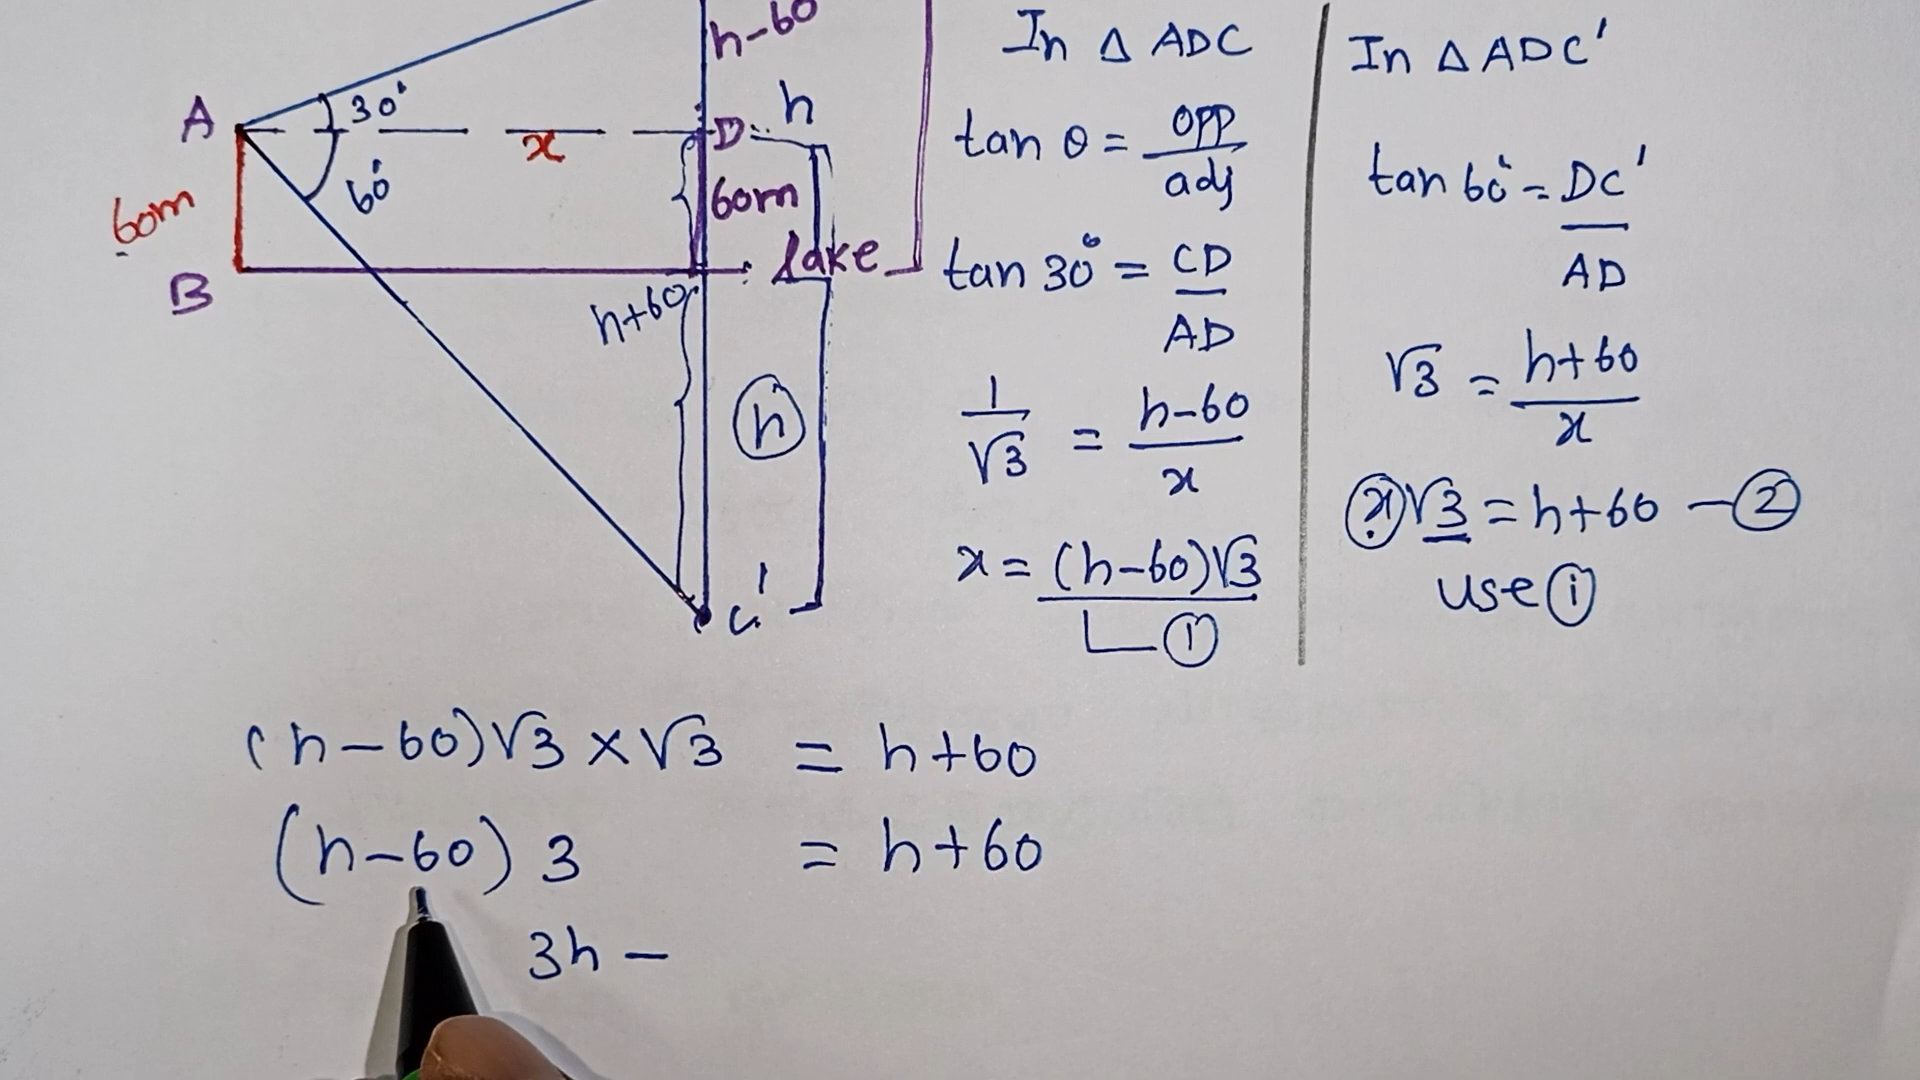 h-60
A
30°
x
D
h
60°
60m
60m
B
lake
h+60
h
C'
In Δ ADC
tan θ = opp
adj
tan 30° = CD
AD
1
√3
= h-60
x
x = (h-60)√3
①
In Δ ADC'
tan 60° = DC'
AD
√3 = h+60
x
x√3 = h+60 - ②
use ①
(h-60)√3 × √3 = h+60
(h-60) 3 = h+60
3h -